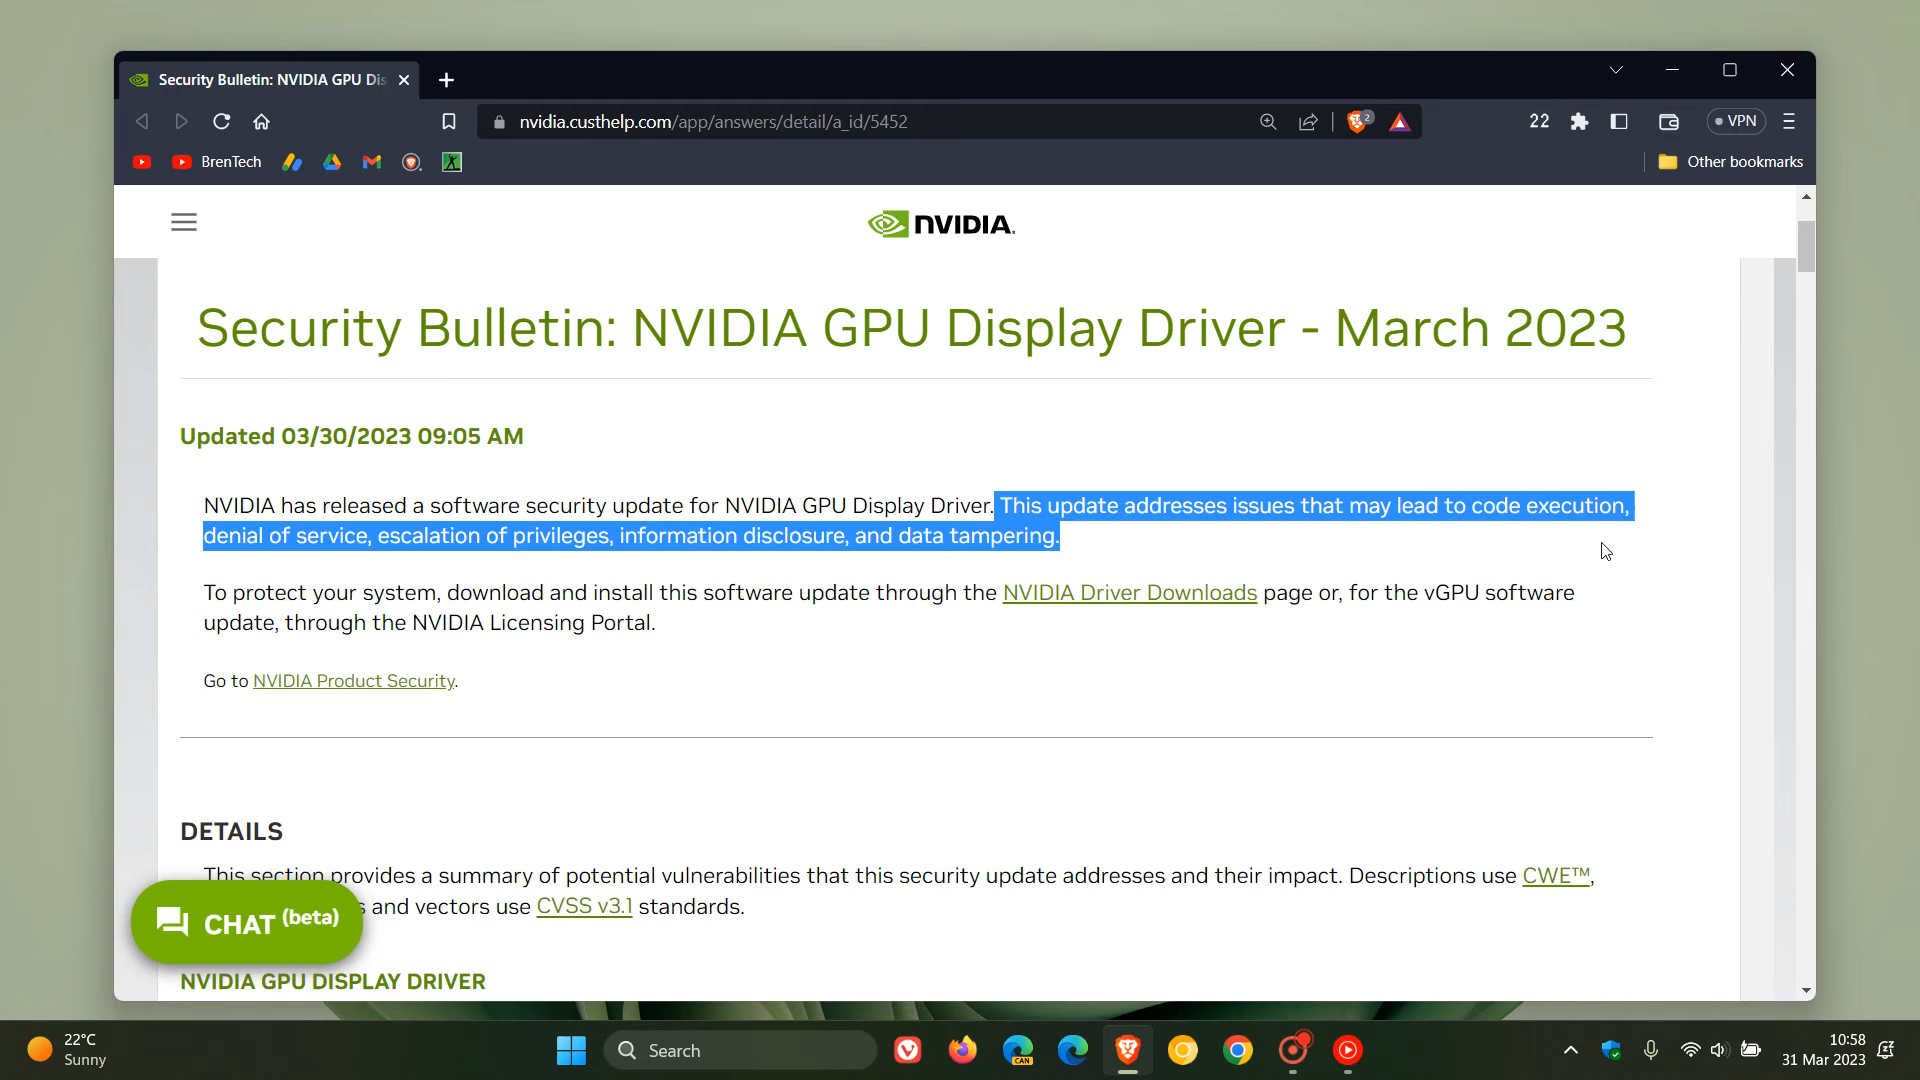 Security Bulletin: NVIDIA GPU Dis
nvidia.custhelp.com/app/answers/detail/a_id/5452
2
22
VPN
BrenTech
Other bookmarks
NVIDIA.
Security Bulletin: NVIDIA GPU Display Driver - March 2023
Updated 03/30/2023 09:05 AM
NVIDIA has released a software security update for NVIDIA GPU Display Driver. This update addresses issues that may lead to code execution,
denial of service, escalation of privileges, information disclosure, and data tampering.
To protect your system, download and install this software update through the NVIDIA Driver Downloads page or, for the vGPU software
update, through the NVIDIA Licensing Portal.
Go to NVIDIA Product Security.
DETAILS
This section provides a summary of potential vulnerabilities that this security update addresses and their impact. Descriptions use CWE™,
s and vectors use CVSS v3.1 standards.
CHAT (beta)
NVIDIA GPU DISPLAY DRIVER
22°C
Sunny
Search
CAN
10:58
31 Mar 2023